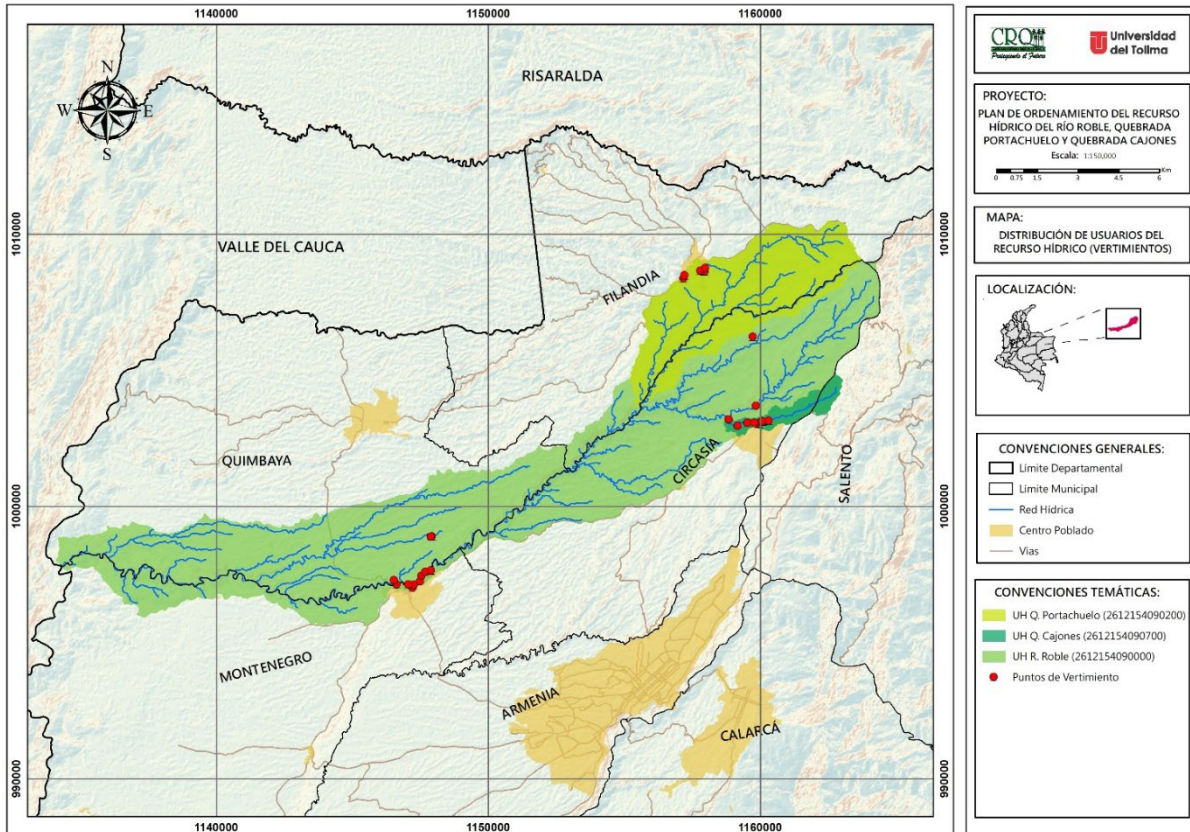 1140000
1150000
1160000
N
W
E
S
RISARALDA
VALLE DEL CAUCA
FILANDIA
QUIMBAYA
CIRCASIA
SALENTO
MONTENEGRO
ARMENIA
CALARCÁ
1010000
1000000
990000
1010000
1000000
990000
1140000
1150000
1160000
CRQ
Protegiendo el Futuro
Universidad
del Tolima
PROYECTO:
PLAN DE ORDENAMIENTO DEL RECURSO
HÍDRICO DEL RÍO ROBLE, QUEBRADA
PORTACHUELO Y QUEBRADA CAJONES
Escala: 1:150,000
0 0.75 1.5 3 4.5 6 Km
MAPA:
DISTRIBUCIÓN DE USUARIOS DEL
RECURSO HÍDRICO (VERTIMIENTOS)
LOCALIZACIÓN:
CONVENCIONES GENERALES:
Límite Departamental
Límite Municipal
Red Hídrica
Centro Poblado
Vías
CONVENCIONES TEMÁTICAS:
UH Q. Portachuelo (2612154090200)
UH Q. Cajones (2612154090700)
UH R. Roble (2612154090000)
Puntos de Vertimiento